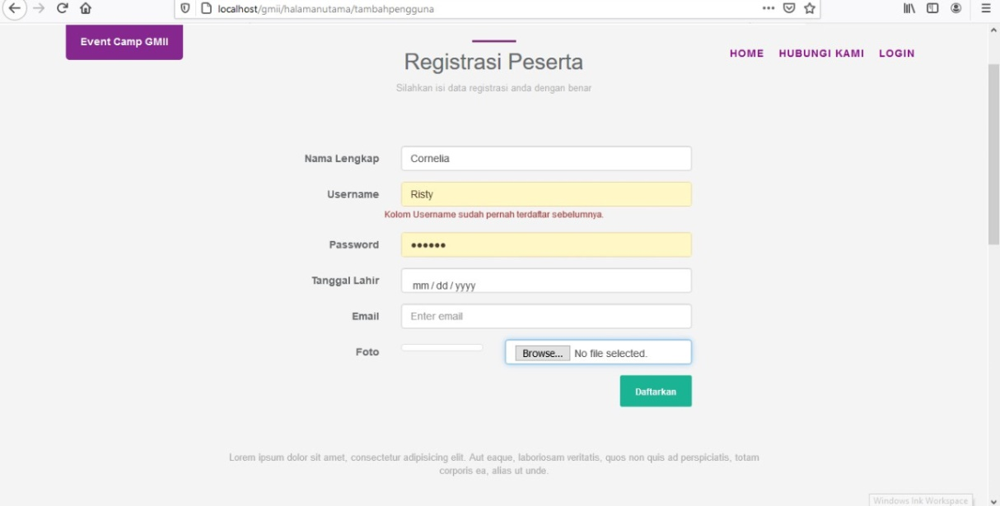 localhost/gmii/halamanutama/tambahpengguna
Event Camp GMII
HOME HUBUNGI KAMI LOGIN
Registrasi Peserta
Silahkan isi data registrasi anda dengan benar
Nama Lengkap Cornelia
Username Risty
Kolom Username sudah pernah terdaftar sebelumnya.
Password ••••••
Tanggal Lahir mm / dd / yyyy
Email Enter email
Foto Browse... No file selected.
Daftarkan
Lorem ipsum dolor sit amet, consectetur adipisicing elit. Aut eaque, laboriosam veritatis, quos non quis ad perspiciatis, totam
corporis ea, alias ut unde.
Windows Ink Workspace